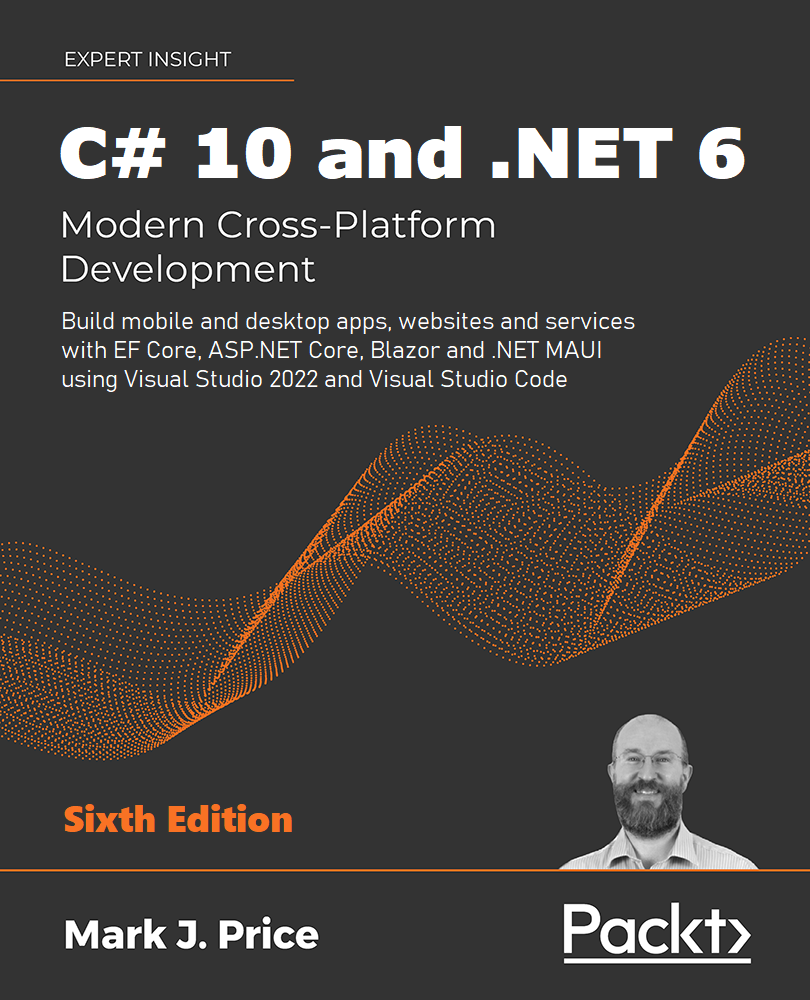 EXPERT INSIGHT
C# 10 and .NET 6
Modern Cross-Platform
Development
Build mobile and desktop apps, websites and services
with EF Core, ASP.NET Core, Blazor and .NET MAUI
using Visual Studio 2022 and Visual Studio Code
Sixth Edition
Mark J. Price
Packt